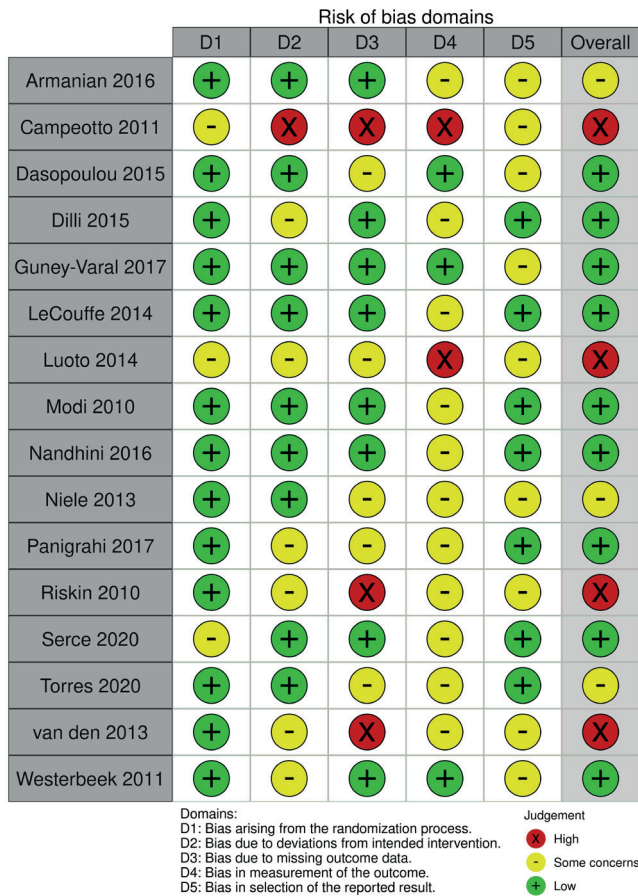 Risk of bias domains
D1 D2 D3 D4 D5 Overall
Armanian 2016 + + + - - -
Campeotto 2011 - X X X - X
Dasopoulou 2015 + + - + - +
Dilli 2015 + - + - + +
Guney-Varal 2017 + + + + - +
LeCouffe 2014 + + + - + +
Luoto 2014 - - - X - X
Modi 2010 + + + - + +
Nandhini 2016 + + + - + +
Niele 2013 + + - - - -
Panigrahi 2017 + - - - + +
Riskin 2010 + - X - - X
Serce 2020 - + + - + +
Torres 2020 + + - - + -
van den 2013 + - X - - X
Westerbeek 2011 + - + + - +
Domains:
D1: Bias arising from the randomization process.
D2: Bias due to deviations from intended intervention.
D3: Bias due to missing outcome data.
D4: Bias in measurement of the outcome.
D5: Bias in selection of the reported result.
Judgement
X High
- Some concerns
+ Low